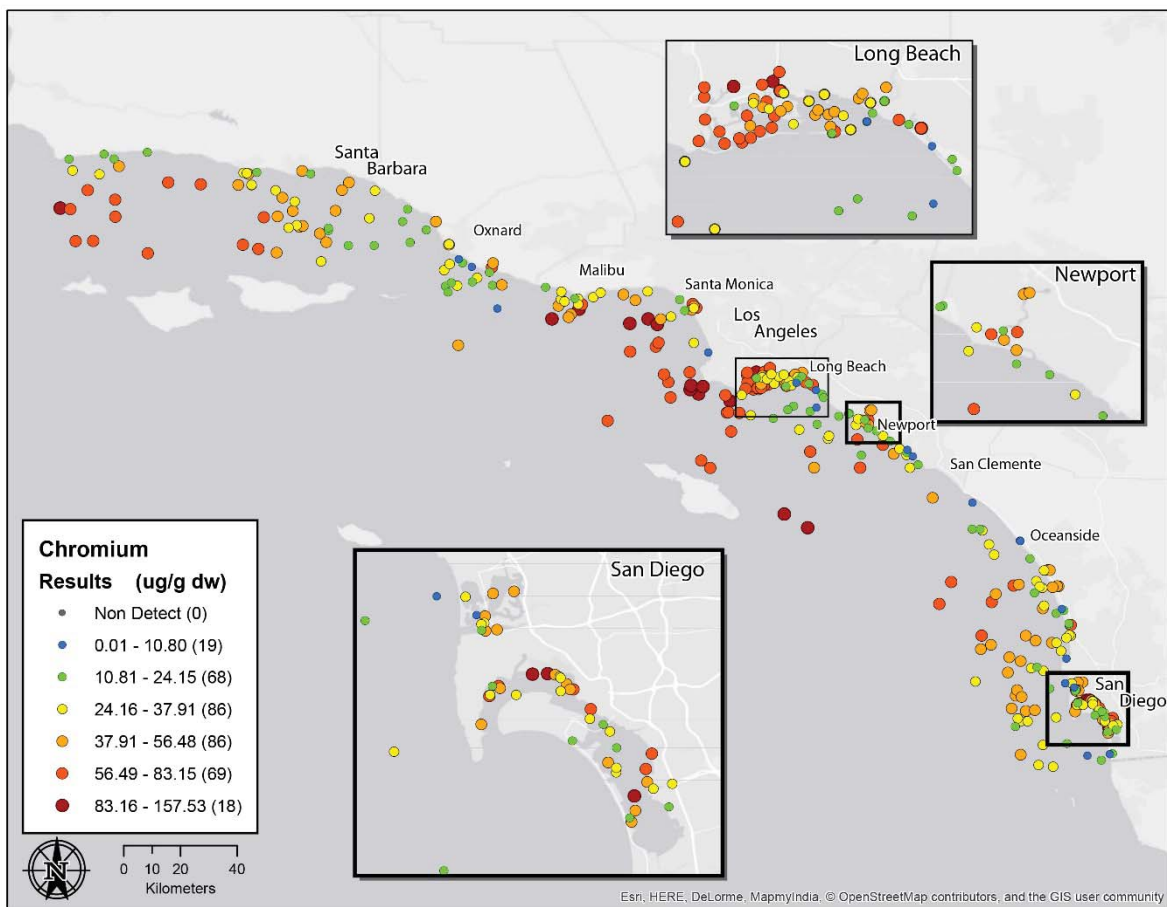 Long Beach
Santa
Barbara
Newport
Oxnard
Malibu
Santa Monica
Los
Angeles
Long Beach
Newport
San Clemente
Oceanside
San Diego
San
Diego
Chromium
Results (ug/g dw)
Non Detect (0)
0.01 - 10.80 (19)
10.81 - 24.15 (68)
24.16 - 37.91 (86)
37.91 - 56.48 (86)
56.49 - 83.15 (69)
83.16 - 157.53 (18)
N
0 10 20 40
Kilometers
Esri, HERE, DeLorme, MapmyIndia, © OpenStreetMap contributors, and the GIS user community